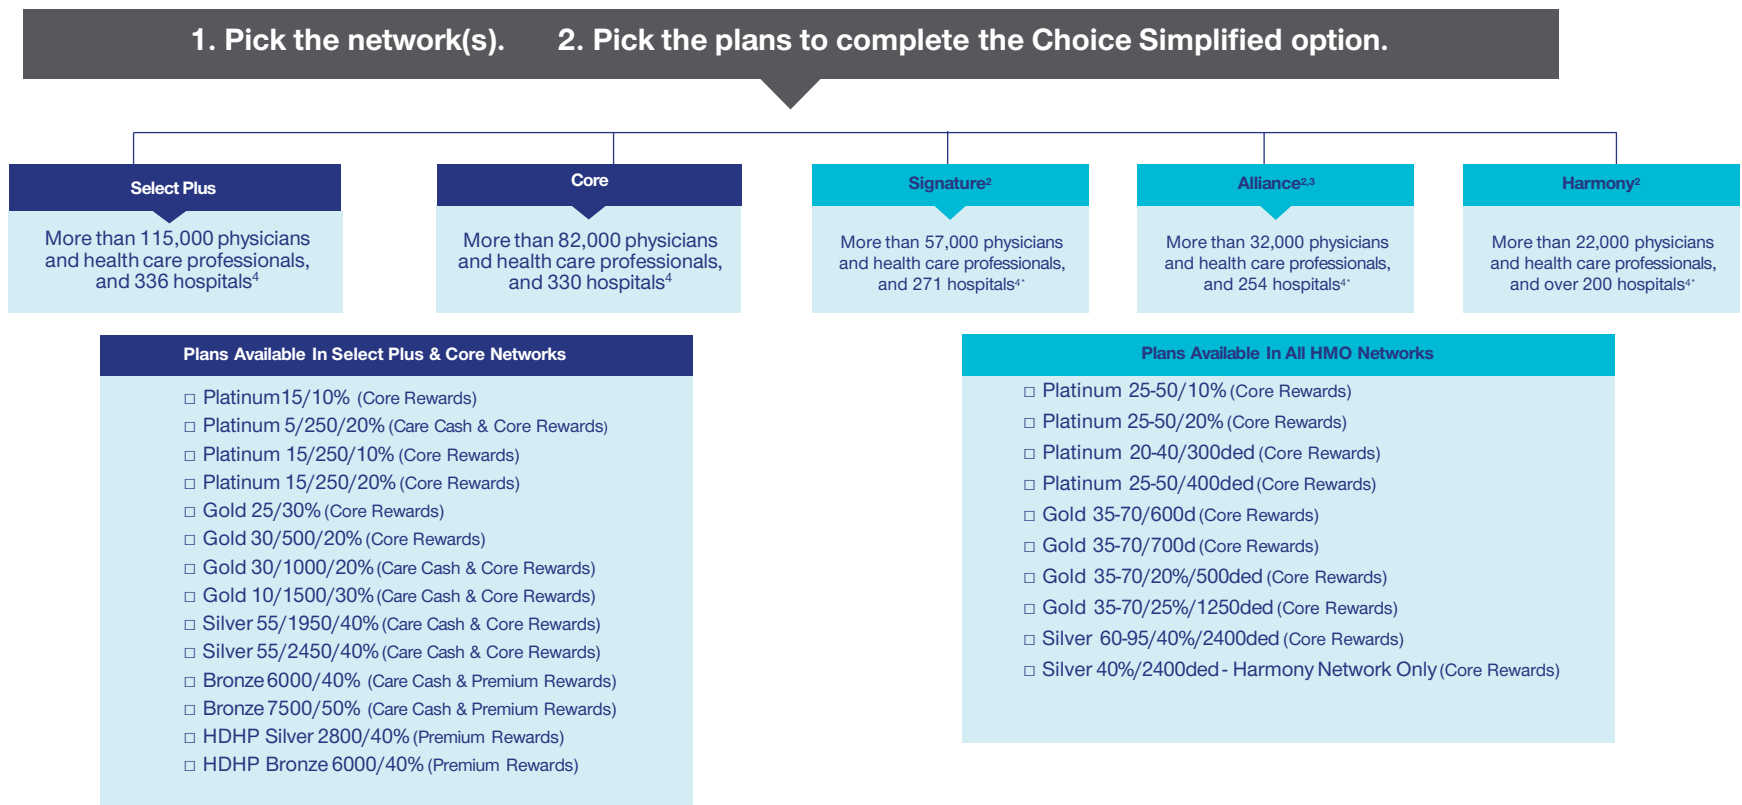 1. Pick the network(s). 2. Pick the plans to complete the Choice Simplified option.
Select Plus
More than 115,000 physicians
and health care professionals,
and 336 hospitals4
Core
More than 82,000 physicians
and health care professionals,
and 330 hospitals4
Signature2
More than 57,000 physicians
and health care professionals,
and 271 hospitals4*
Alliance2,3
More than 32,000 physicians
and health care professionals,
and 254 hospitals4*
Harmony2
More than 22,000 physicians
and health care professionals,
and over 200 hospitals4*
Plans Available In Select Plus & Core Networks
□ Platinum15/10% (Core Rewards)
□ Platinum 5/250/20% (Care Cash & Core Rewards)
□ Platinum 15/250/10% (Core Rewards)
□ Platinum 15/250/20% (Core Rewards)
□ Gold 25/30% (Core Rewards)
□ Gold 30/500/20% (Core Rewards)
□ Gold 30/1000/20% (Care Cash & Core Rewards)
□ Gold 10/1500/30% (Care Cash & Core Rewards)
□ Silver 55/1950/40% (Care Cash & Core Rewards)
□ Silver 55/2450/40% (Care Cash & Core Rewards)
□ Bronze 6000/40% (Care Cash & Premium Rewards)
□ Bronze 7500/50% (Care Cash & Premium Rewards)
□ HDHP Silver 2800/40% (Premium Rewards)
□ HDHP Bronze 6000/40% (Premium Rewards)
Plans Available In All HMO Networks
□ Platinum 25-50/10% (Core Rewards)
□ Platinum 25-50/20% (Core Rewards)
□ Platinum 20-40/300ded (Core Rewards)
□ Platinum 25-50/400ded (Core Rewards)
□ Gold 35-70/600d (Core Rewards)
□ Gold 35-70/700d (Core Rewards)
□ Gold 35-70/20%/500ded (Core Rewards)
□ Gold 35-70/25%/1250ded (Core Rewards)
□ Silver 60-95/40%/2400ded (Core Rewards)
□ Silver 40%/2400ded - Harmony Network Only (Core Rewards)